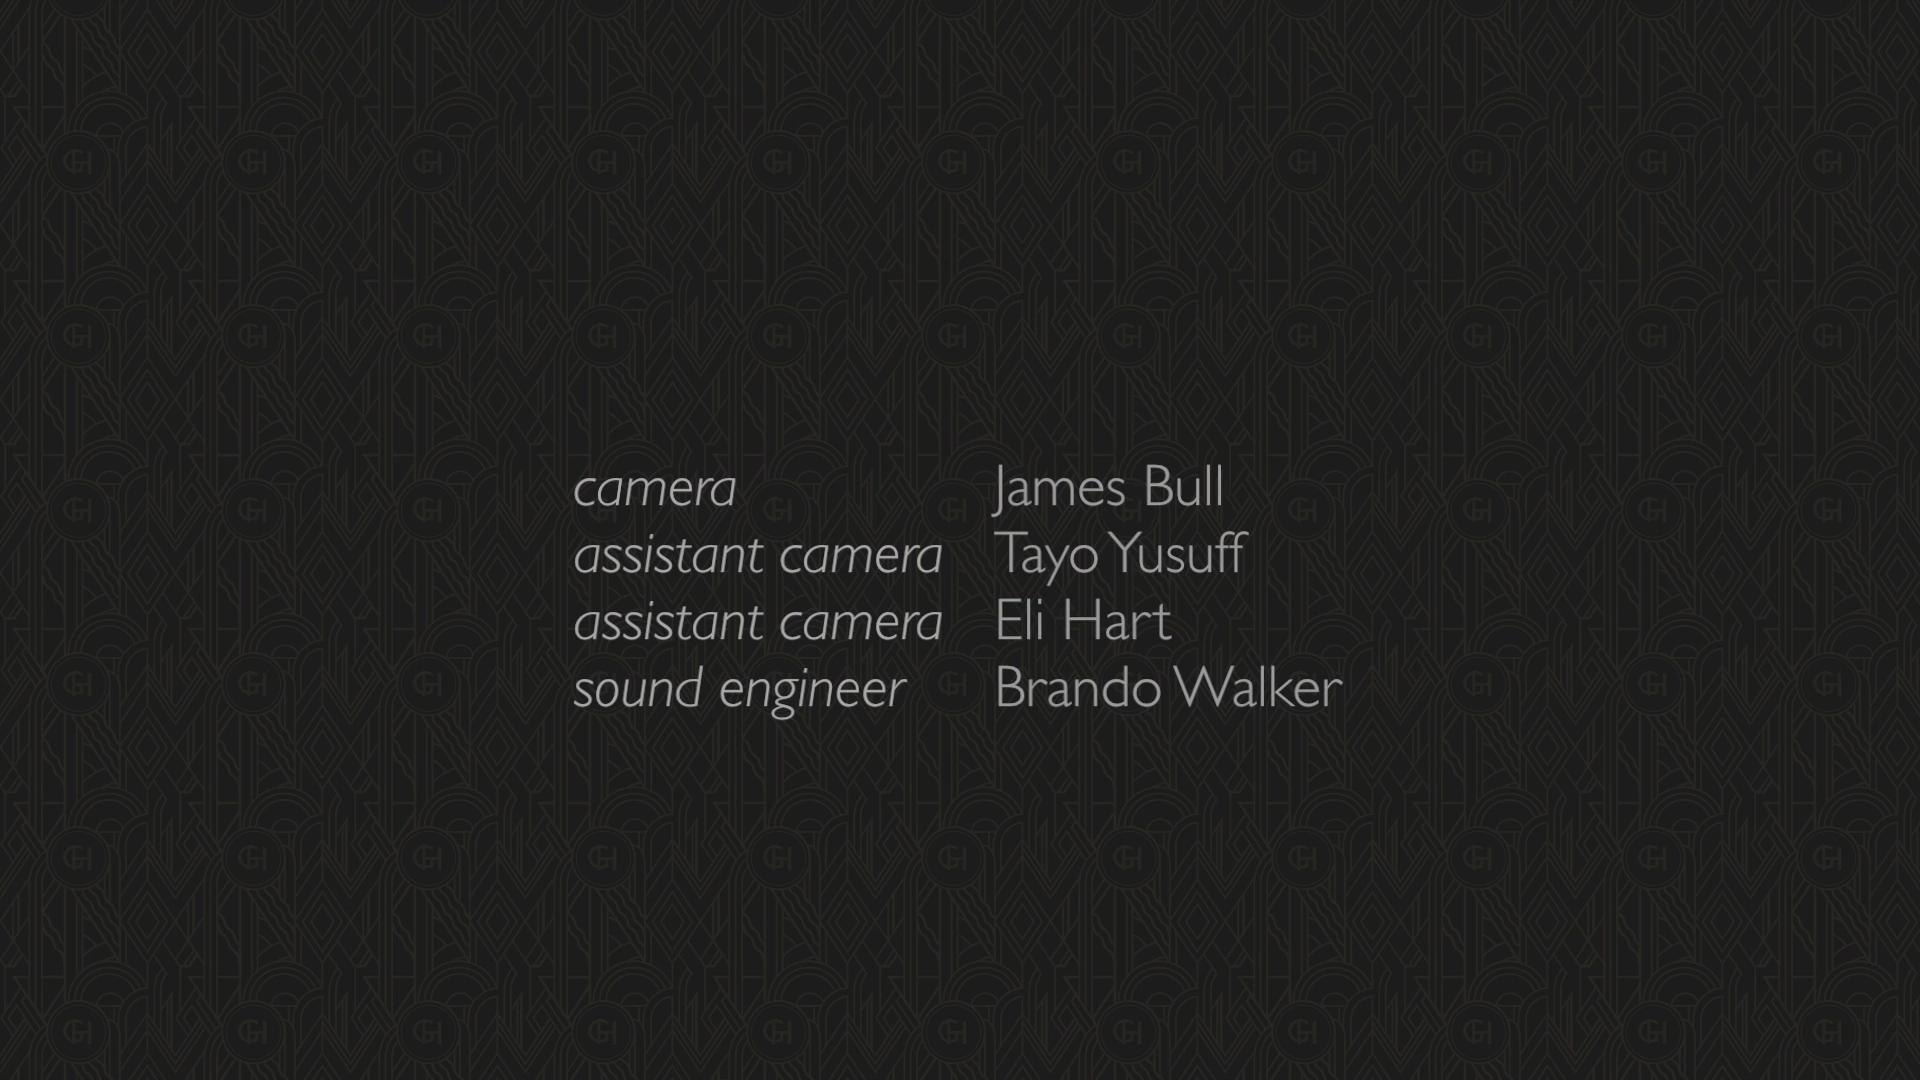 camera James Bull
assistant camera Tayo Yusuff
assistant camera Eli Hart
sound engineer Brando Walker